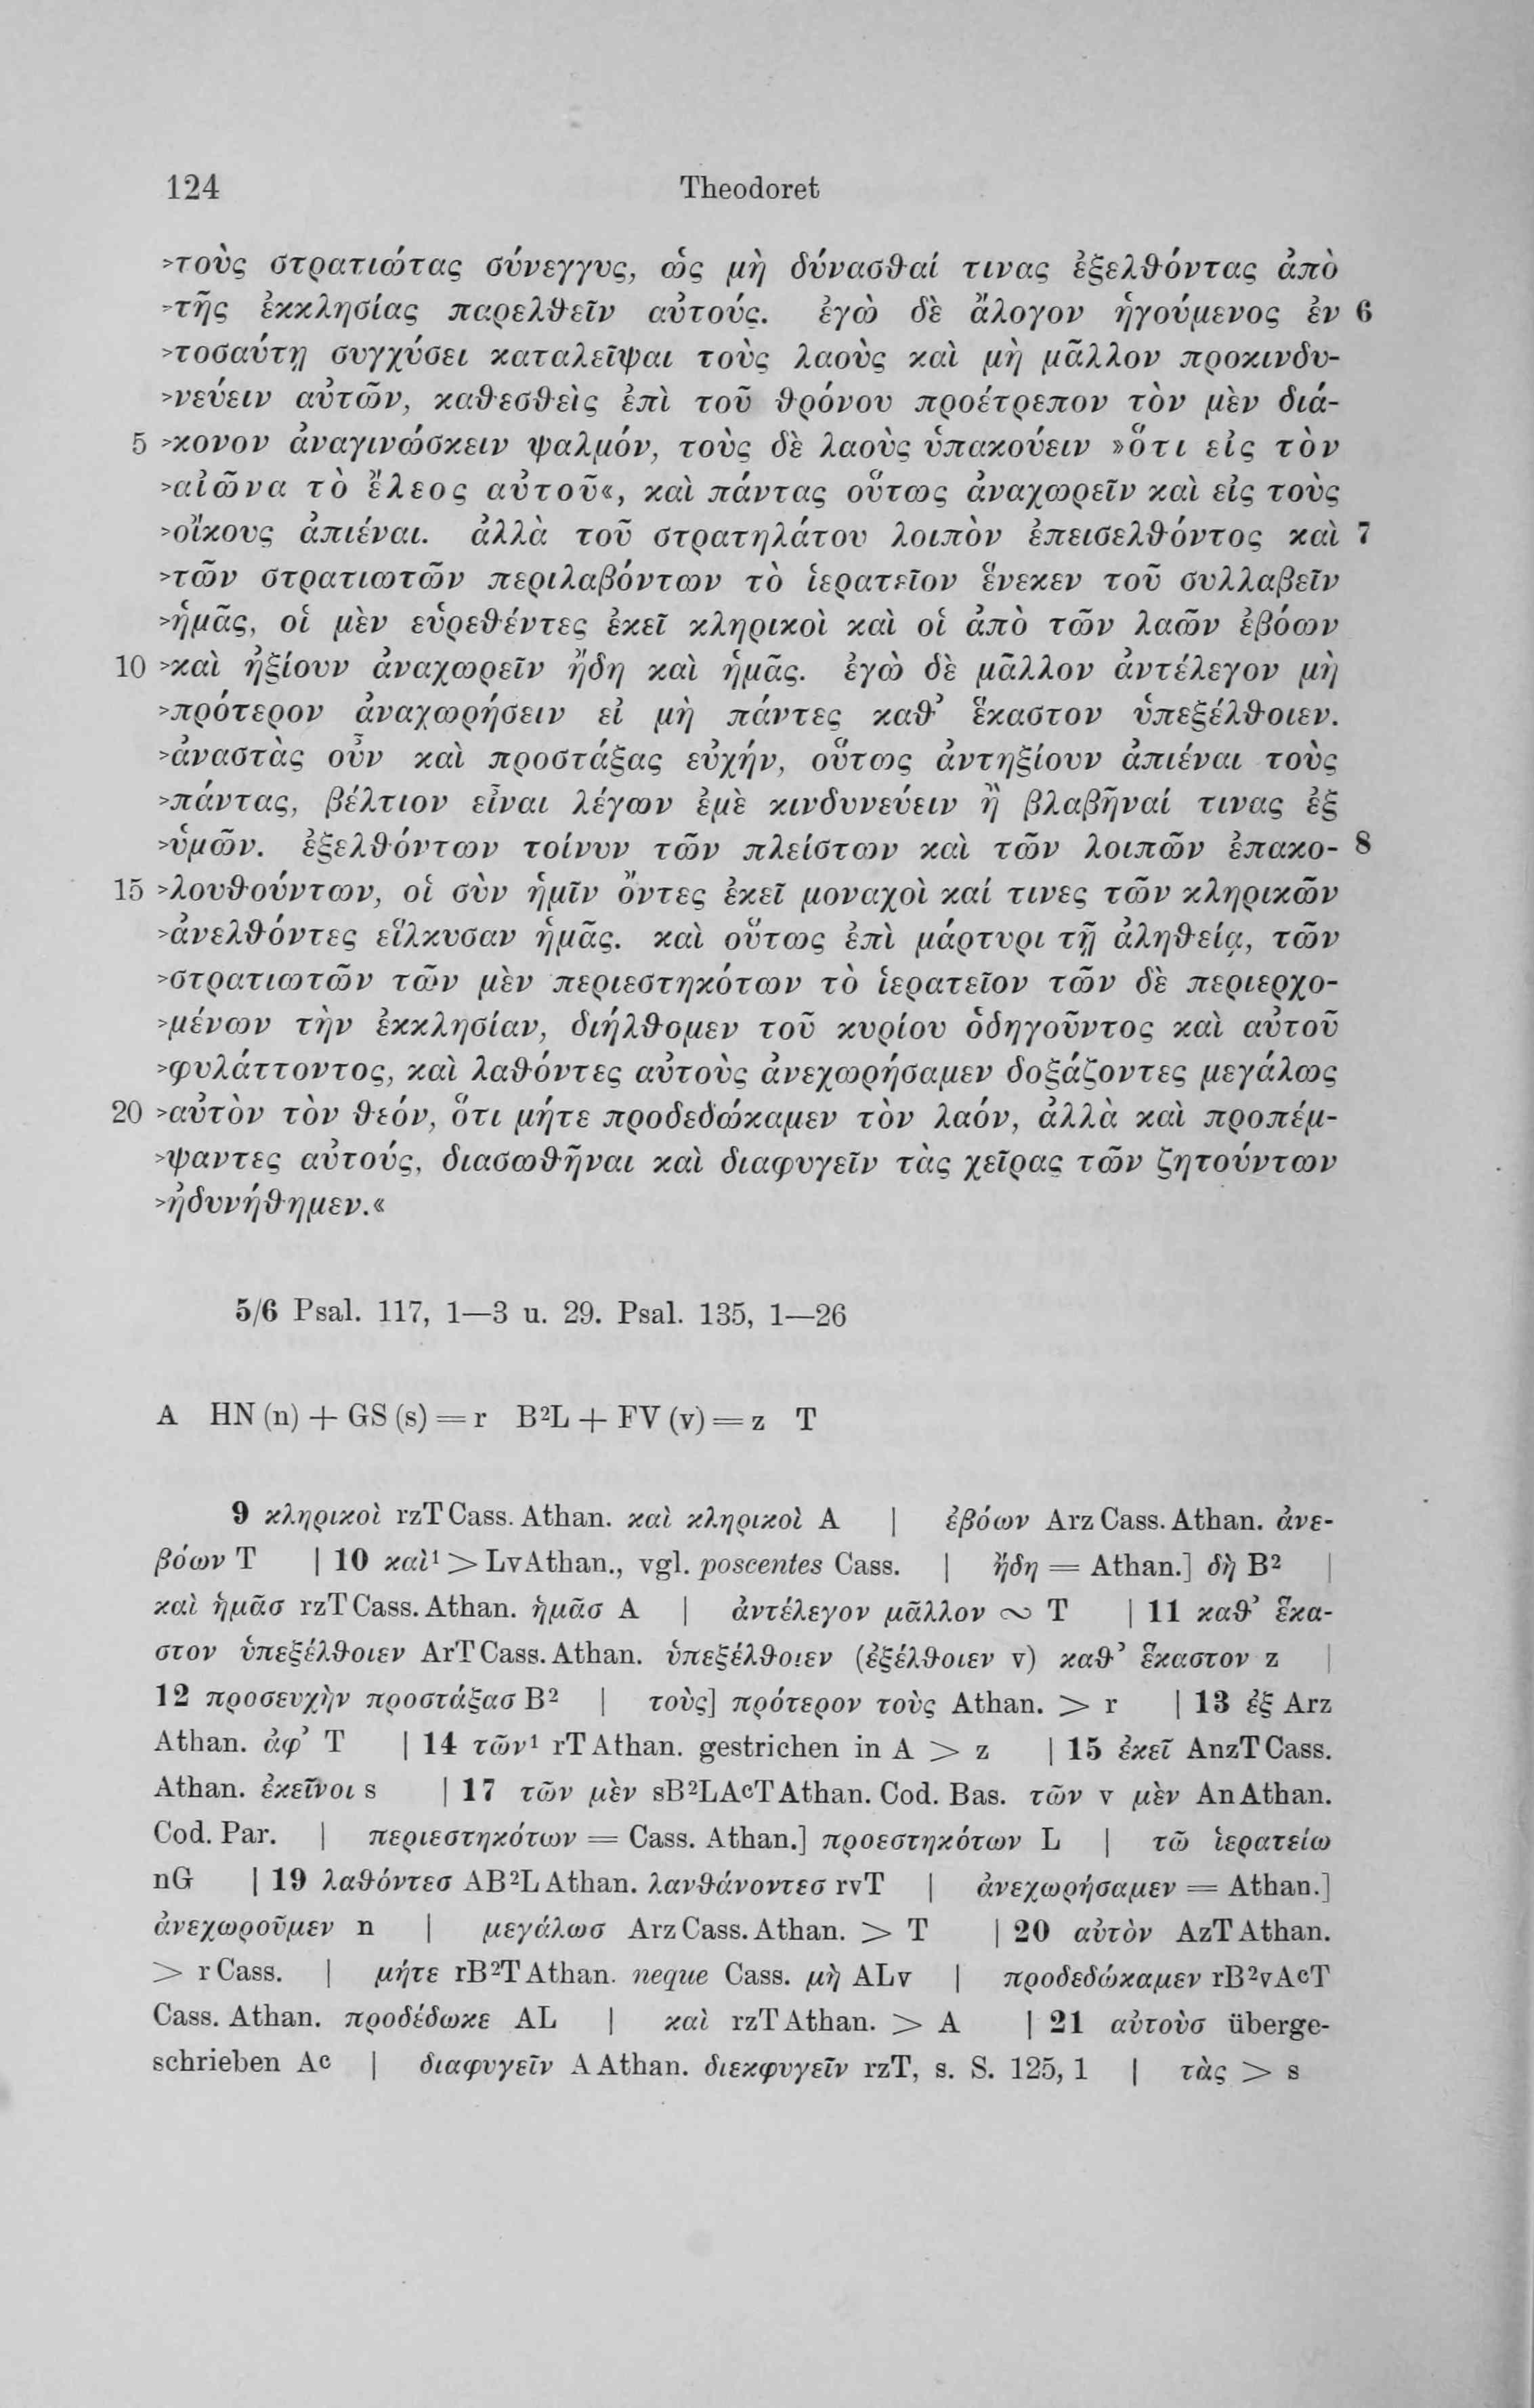 124 Theodoret
>τοὺς στρατιώτας σύνεγγυς, ὡς μὴ δύνασθαί τινας ἐξελθόντας ἀπὸ
>τῆς ἐκκλησίας παρελθεῖν αὐτούς. ἐγὼ δὲ ἄλογον ἡγούμενος ἐν 6
>τοσαύτῃ συγχύσει καταλεῖψαι τοὺς λαοὺς καὶ μὴ μᾶλλον προκινδυ-
>νεύειν αὐτῶν, καθεσθεὶς ἐπὶ τοῦ θρόνου προέτρεπον τὸν μὲν διά-
5 >κονον ἀναγινώσκειν ψαλμόν, τοὺς δὲ λαοὺς ὑπακούειν »ὅτι εἰς τὸν
>αἰῶνα τὸ ἔλεος αὐτοῦ«, καὶ πάντας οὕτως ἀναχωρεῖν καὶ εἰς τοὺς
>οἴκους ἀπιέναι. ἀλλὰ τοῦ στρατηλάτου λοιπὸν ἐπεισελθόντος καὶ 7
>τῶν στρατιωτῶν περιλαβόντων τὸ ἱερατεῖον ἕνεκεν τοῦ συλλαβεῖν
>ἡμᾶς, οἱ μὲν εὑρεθέντες ἐκεῖ κληρικοὶ καὶ οἱ ἀπὸ τῶν λαῶν ἐβόων
10 >καὶ ἠξίουν ἀναχωρεῖν ἤδη καὶ ἡμᾶς. ἐγὼ δὲ μᾶλλον ἀντέλεγον μὴ
>πρότερον ἀναχωρήσειν εἰ μὴ πάντες καθ’ ἕκαστον ὑπεξέλθοιεν.
>ἀναστὰς οὖν καὶ προστάξας εὐχήν, οὕτως ἀντηξίουν ἀπιέναι τοὺς
>πάντας, βέλτιον εἶναι λέγων ἐμὲ κινδυνεύειν ἢ βλαβῆναί τινας ἐξ
>ὑμῶν. ἐξελθόντων τοίνυν τῶν πλείστων καὶ τῶν λοιπῶν ἐπακο- 8
15 >λουθούντων, οἱ σὺν ἡμῖν ὄντες ἐκεῖ μοναχοὶ καί τινες τῶν κληρικῶν
>ἀνελθόντες εἵλκυσαν ἡμᾶς. καὶ οὕτως ἐπὶ μάρτυρι τῇ ἀληθείᾳ, τῶν
>στρατιωτῶν τῶν μὲν περιεστηκότων τὸ ἱερατεῖον τῶν δὲ περιερχο-
>μένων τὴν ἐκκλησίαν, διήλθομεν τοῦ κυρίου ὁδηγοῦντος καὶ αὐτοῦ
>φυλάττοντος, καὶ λαθόντες αὐτοὺς ἀνεχωρήσαμεν δοξάζοντες μεγάλως
20 >αὐτὸν τὸν θεόν, ὅτι μήτε προδεδώκαμεν τὸν λαόν, ἀλλὰ καὶ προπέμ-
>ψαντες αὐτούς, διασωθῆναι καὶ διαφυγεῖν τὰς χεῖρας τῶν ζητούντων
>ἠδυνήθημεν.«
5/6 Psal. 117, 1—3 u. 29. Psal. 135, 1—26
A HN (n) + GS (s) = r B²L + FV (v) = z T
9 κληρικοὶ rzT Cass. Athan. καὶ κληρικοὶ A | ἐβόων Arz Cass. Athan. ἀνε-
βόων T | 10 καὶ¹ > LvAthan., vgl. poscentes Cass. | ἤδη = Athan.] δὴ B² |
καὶ ἡμᾶσ rzT Cass. Athan. ἡμᾶσ A | ἀντέλεγον μᾶλλον ∾ T | 11 καθ’ ἕκα-
στον ὑπεξέλθοιεν ArT Cass. Athan. ὑπεξέλθοιεν (ἐξέλθοιεν v) καθ’ ἕκαστον z |
12 προσευχὴν προστάξασ B² | τοὺς] πρότερον τοὺς Athan. > r | 13 ἐξ Arz
Athan. ἀφ’ T | 14 τῶν¹ rT Athan. gestrichen in A > z | 15 ἐκεῖ AnzT Cass.
Athan. ἐκεῖνοι s | 17 τῶν μὲν sB²LAᶜT Athan. Cod. Bas. τῶν v μὲν An Athan.
Cod. Par. | περιεστηκότων = Cass. Athan.] προεστηκότων L | τῶ ἱερατείω
nG | 19 λαθόντεσ AB²L Athan. λανθάνοντεσ rvT | ἀνεχωρήσαμεν = Athan.]
ἀνεχωροῦμεν n | μεγάλωσ Arz Cass. Athan. > T | 20 αὐτὸν AzT Athan.
> r Cass. | μήτε rB²T Athan. neque Cass. μὴ ALv | προδεδώκαμεν rB²vAᶜT
Cass. Athan. προδέδωκε AL | καὶ rzT Athan. > A | 21 αὐτοὺσ überge-
schrieben Aᶜ | διαφυγεῖν A Athan. διεκφυγεῖν rzT, s. S. 125, 1 | τὰς > s